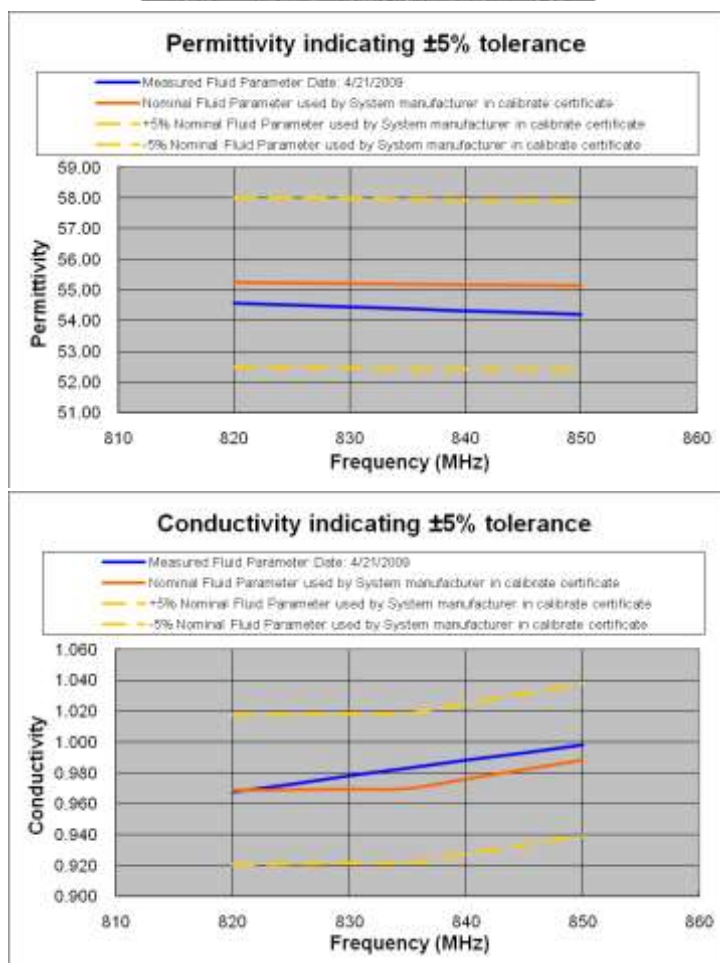 Permittivity indicating ±5% tolerance
Measured Fluid Parameter Date: 4/21/2009
Nominal Fluid Parameter used by System manufacturer in calibrate certificate
+5% Nominal Fluid Parameter used by System manufacturer in calibrate certificate
-5% Nominal Fluid Parameter used by System manufacturer in calibrate certificate
59.00
58.00
57.00
56.00
55.00
54.00
53.00
52.00
51.00
Permittivity
810 820 830 840 850 860
Frequency (MHz)
Conductivity indicating ±5% tolerance
Measured Fluid Parameter Date: 4/21/2009
Nominal Fluid Parameter used by System manufacturer in calibrate certificate
+5% Nominal Fluid Parameter used by System manufacturer in calibrate certificate
-5% Nominal Fluid Parameter used by System manufacturer in calibrate certificate
1.060
1.040
1.020
1.000
0.980
0.960
0.940
0.920
0.900
Conductivity
810 820 830 840 850 860
Frequency (MHz)